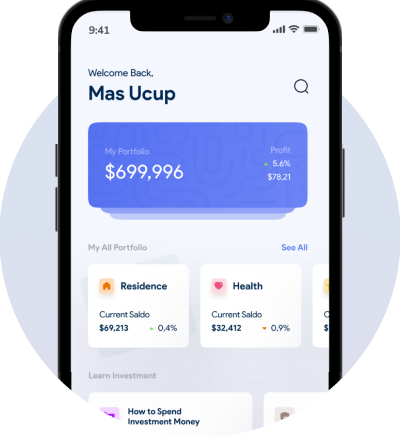 9:41
Welcome Back,
Mas Ucup
My Portfolio
Profit
$699,996
5.6%
$78,21
My All Portfolio
See All
Residence
Health
Current Saldo
Current Saldo
$69,213
0,4%
$32,412
0,9%
Learn Investment
How to Spend
Investment Money